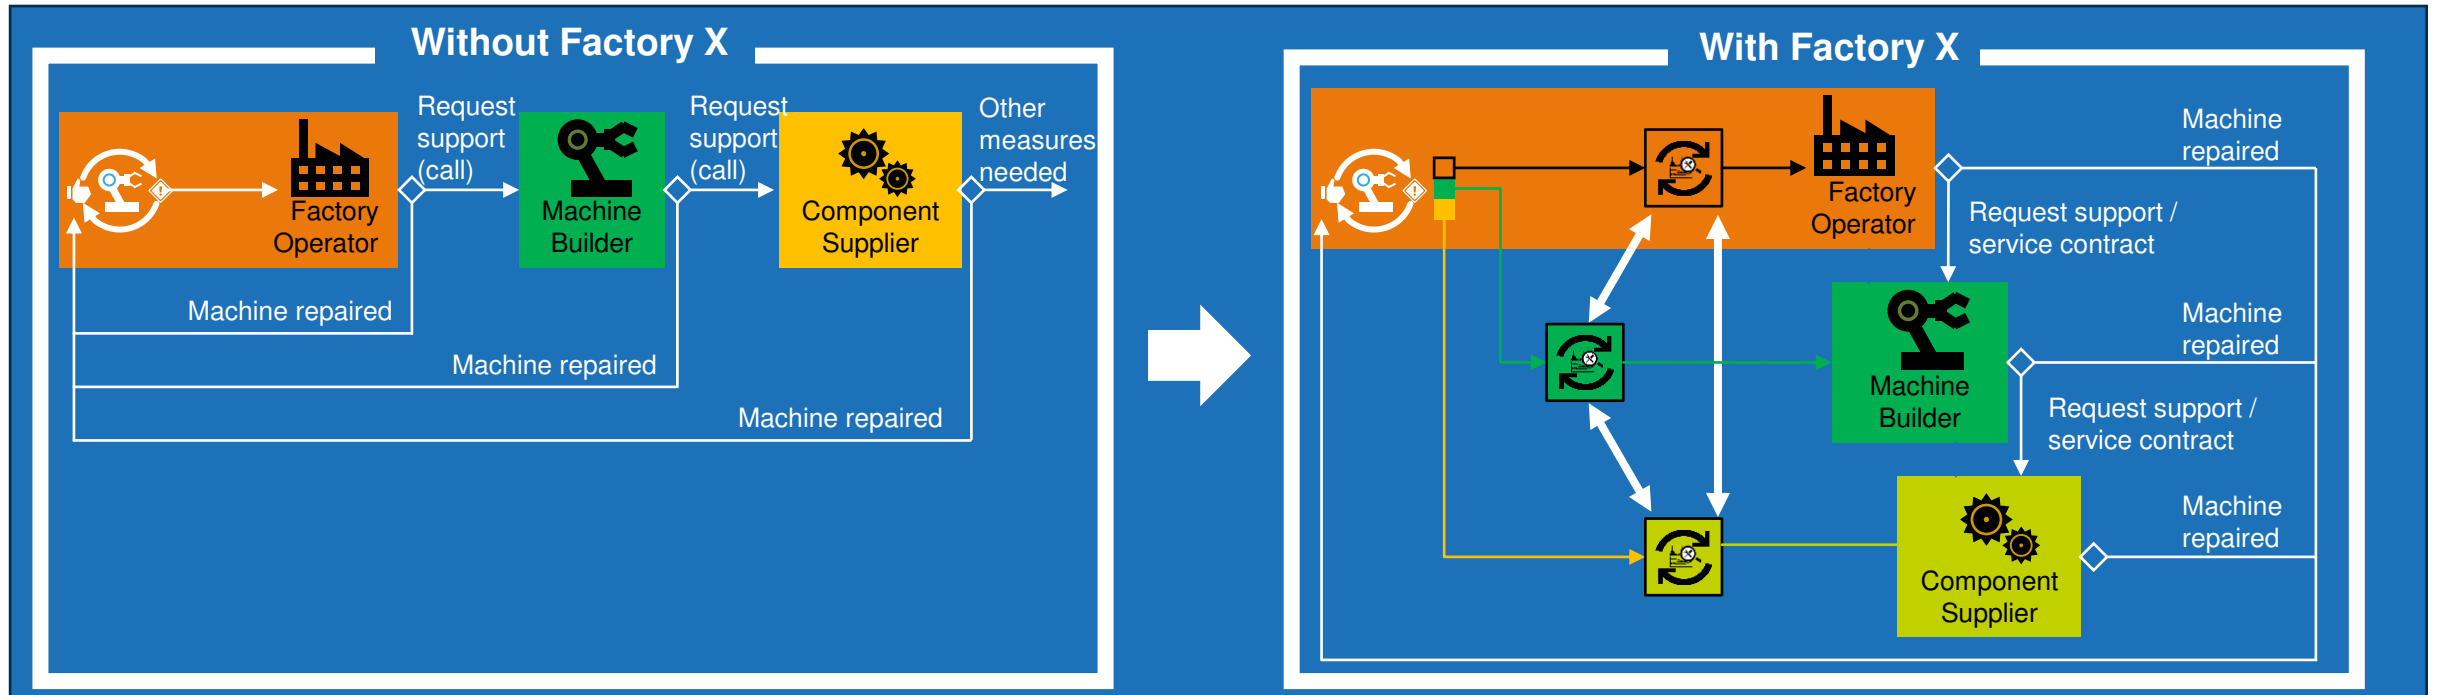 Without Factory X
Request
support
(call)
Request
support
(call)
Other
measures
needed
Factory
Operator
Machine
Builder
Component
Supplier
Machine repaired
Machine repaired
Machine repaired
With Factory X
Factory
Operator
Machine
repaired
Request support /
service contract
Machine
Builder
Machine
repaired
Request support /
service contract
Component
Supplier
Machine
repaired